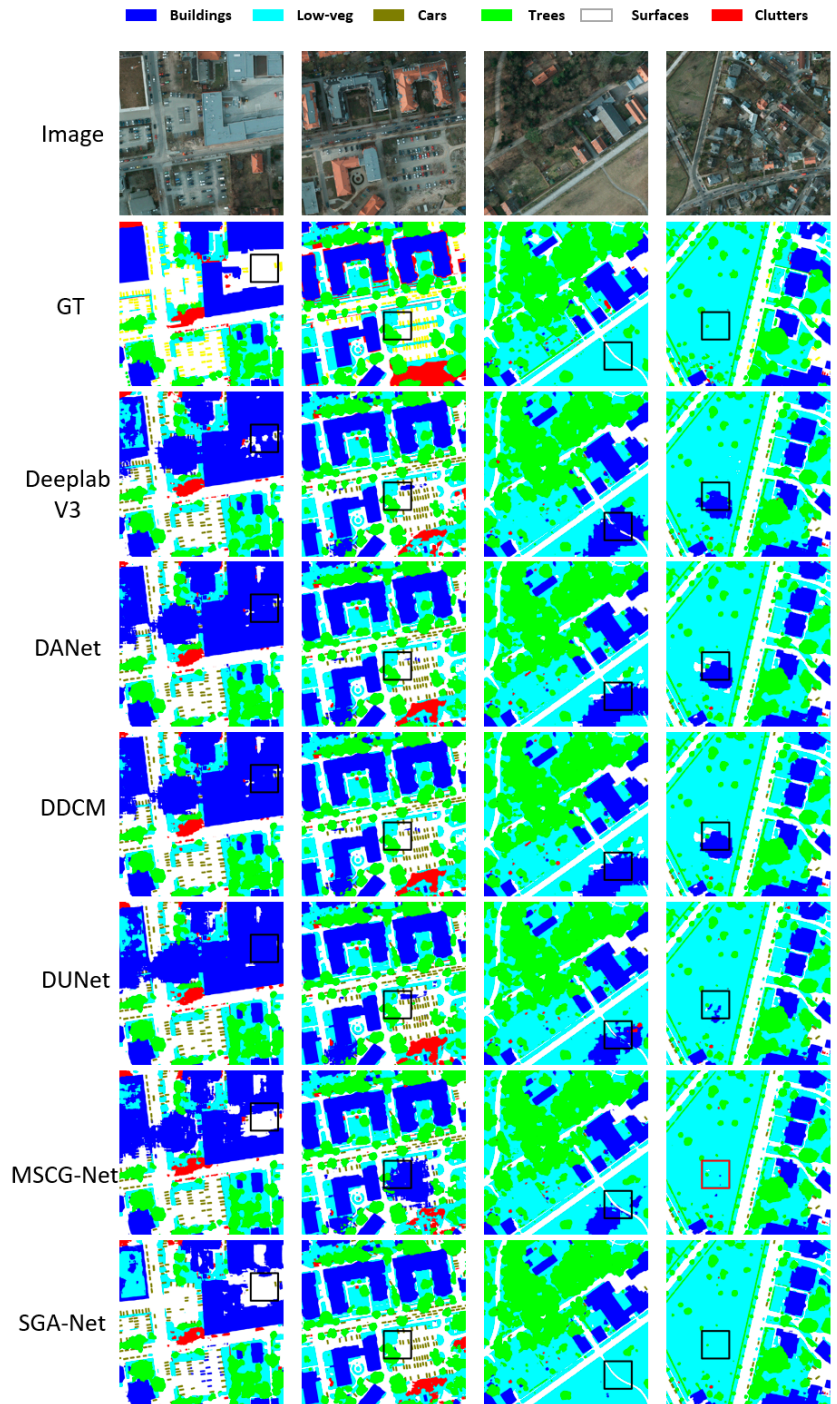 Buildings Low-veg Cars Trees Surfaces Clutters
Image
GT
Deeplab
V3
DANet
DDCM
DUNet
MSCG-Net
SGA-Net